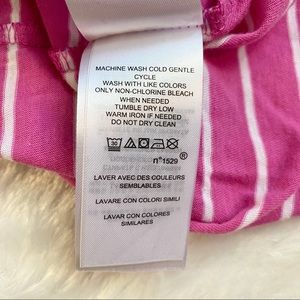 MACHINE WASH COLD GENTLE
CYCLE
WASH WITH LIKE COLORS
ONLY NON-CHLORINE BLEACH
WHEN NEEDED
TUMBLE DRY LOW
WARM IRON IF NEEDED
DO NOT DRY CLEAN
30
n°1529®
LAVER AVEC DES COULEURS
SEMBLABLES
LAVARE CON COLORI SIMILI
LAVAR CON COLORES
SIMILARES